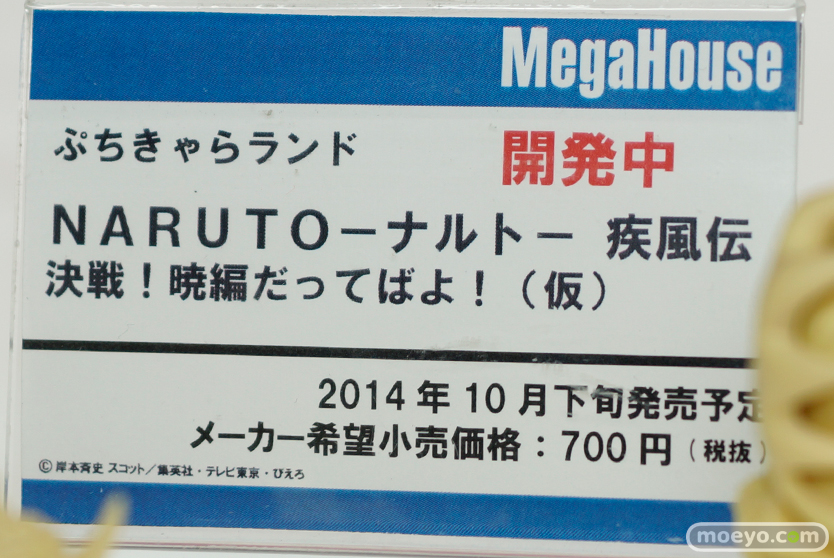 MegaHouse
ぷちきゃらランド
開発中
NARUTO－ナルト－ 疾風伝
決戦！暁編だってばよ！（仮）
2014年10月下旬発売予定
メーカー希望小売価格：700円（税抜）
© 岸本斉史 スコット／集英社・テレビ東京・ぴえろ
moeyo.com